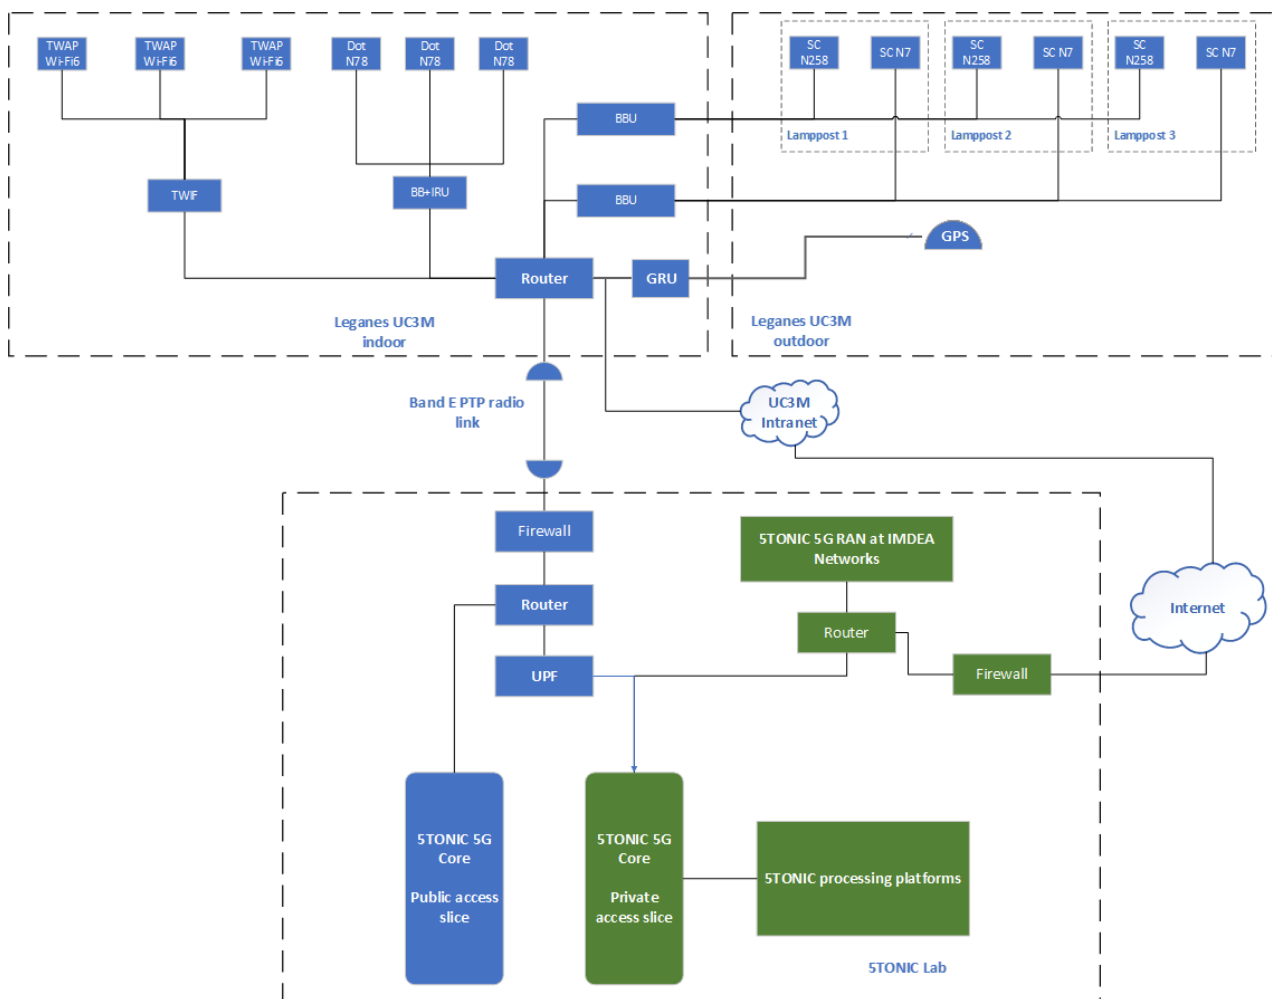 TWAP
Wi-Fi6
TWAP
Wi-Fi6
TWAP
Wi-Fi6
Dot
N78
Dot
N78
Dot
N78
SC
N258
SC N7
SC
N258
SC N7
SC
N258
SC N7
BBU
Lamppost 1
Lamppost 2
Lamppost 3
TWIF
BB+IRU
BBU
GPS
Router
GRU
Leganes UC3M
indoor
Leganes UC3M
outdoor
Band E PTP radio
link
UC3M
Intranet
Firewall
5TONIC 5G RAN at IMDEA
Networks
Router
Router
Internet
UPF
Firewall
5TONIC 5G
Core
Public access
slice
5TONIC 5G
Core
Private
access slice
5TONIC processing platforms
5TONIC Lab